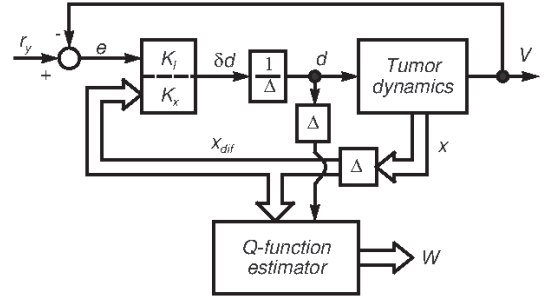 -
r_y
+
e
K_I
K_x
δd
1
Δ
d
Tumor
dynamics
V
Δ
x_dif
Δ
x
Q-function
estimator
W